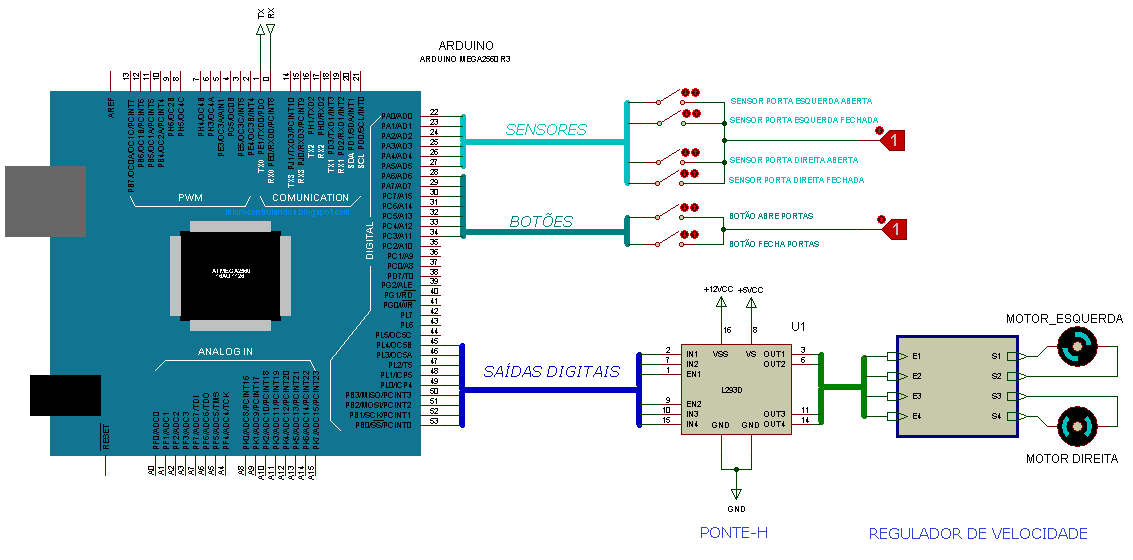 TX
RX
ARDUINO
ARDUINO MEGA2560 R3
AREF
13
12
11
10
9
8
7
6
5
4
3
2
1
0
14
15
16
17
18
19
20
21
PB7/OC0A/OC1C/PCINT7
PB6/OC1B/PCINT6
PB5/OC1A/PCINT5
PB4/OC2A/PCINT4
PH6/OC2B
PH5/OC4C
PH4/OC4B
PH3/OC4A
PE3/OC3A/AIN1
PG5/OC0B
PE5/OC3C/INT5
PE4/OC3B/INT4
TX0 PE1/TXD0/PDO
RX0 PE0/RXD0/PCINT8
TX3 PJ1/TXD3/PCINT10
RX3 PJ0/RXD3/PCINT9
TX2 PH1/TXD2
RX2 PH0/RXD2
TX1 PD3/TXD1/INT3
RX1 PD2/RXD1/INT2
SDA PD1/SDA/INT1
SCL PD0/SCL/INT0
PWM
COMUNICATION
microcontrolandos.blogspot.com
DIGITAL
ATMEGA2560
16AU 1126
ANALOG IN
PA0/AD0 22
PA1/AD1 23
PA2/AD2 24
PA3/AD3 25
PA4/AD4 26
PA5/AD5 27
PA6/AD6 28
PA7/AD7 29
PC7/A15 30
PC6/A14 31
PC5/A13 32
PC4/A12 33
PC3/A11 34
PC2/A10 35
PC1/A9 36
PC0/A8 37
PD7/T0 38
PG2/ALE 39
PG1/RD 40
PG0/WR 41
PL7 42
PL6 43
PL5/OC5C 44
PL4/OC5B 45
PL3/OC5A 46
PL2/T5 47
PL1/ICP5 48
PL0/ICP4 49
PB3/MISO/PCINT3 50
PB2/MOSI/PCINT2 51
PB1/SCK/PCINT1 52
PB0/SS/PCINT0 53
RESET
PF0/ADC0
PF1/ADC1
PF2/ADC2
PF3/ADC3
PF7/ADC7/TDI
PF6/ADC6/TDO
PF5/ADC5/TMS
PF4/ADC4/TCK
PK0/ADC8/PCINT16
PK1/ADC9/PCINT17
PK2/ADC10/PCINT18
PK3/ADC11/PCINT19
PK4/ADC12/PCINT20
PK5/ADC13/PCINT21
PK6/ADC14/PCINT22
PK7/ADC15/PCINT23
A0
A1
A2
A3
A7
A6
A5
A4
A8
A9
A10
A11
A12
A13
A14
A15
SENSORES
SENSOR PORTA ESQUERDA ABERTA
SENSOR PORTA ESQUERDA FECHADA
SENSOR PORTA DIREITA ABERTA
SENSOR PORTA DIREITA FECHADA
1
BOTÕES
BOTÃO ABRE PORTAS
BOTÃO FECHA PORTAS
1
SAÍDAS DIGITAIS
+12VCC
+5VCC
16
8
U1
VSS
VS
2 IN1
7 IN2
1 EN1
9 EN2
10 IN3
15 IN4
L293D
OUT1 3
OUT2 6
OUT3 11
OUT4 14
GND
GND
GND
PONTE-H
E1
E2
E3
E4
S1
S2
S3
S4
MOTOR_ESQUERDA
MOTOR DIREITA
REGULADOR DE VELOCIDADE